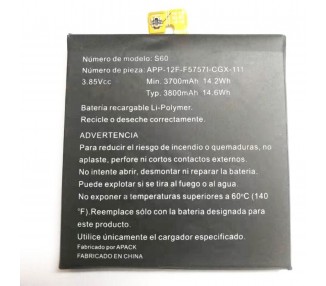 Número de modelo: S60
Número de pieza: APP-12F-F57571-CGX-111
3.85Vcc Min. 3700mAh 14.2Wh
Typ. 3800mAh 14.6Wh
Bateria recargable Li-Polymer.
Recicle o deseche correctamente.
ADVERTENCIA
Para reducir el riesgo de incendio o quemaduras, no
aplaste, perfore ni cortos contactos externos.
No intente abrir, desmontar ni reparar la bateria.
Puede explotar si se tira al fuego o al agua.
No exponer a temperaturas superiores a 60°C (140
°F).Reemplace sólo con la bateria designada para
este producto.
Utilice únicamente el cargador especificado.
Fabricado por APACK
FABRICADO EN CHINA